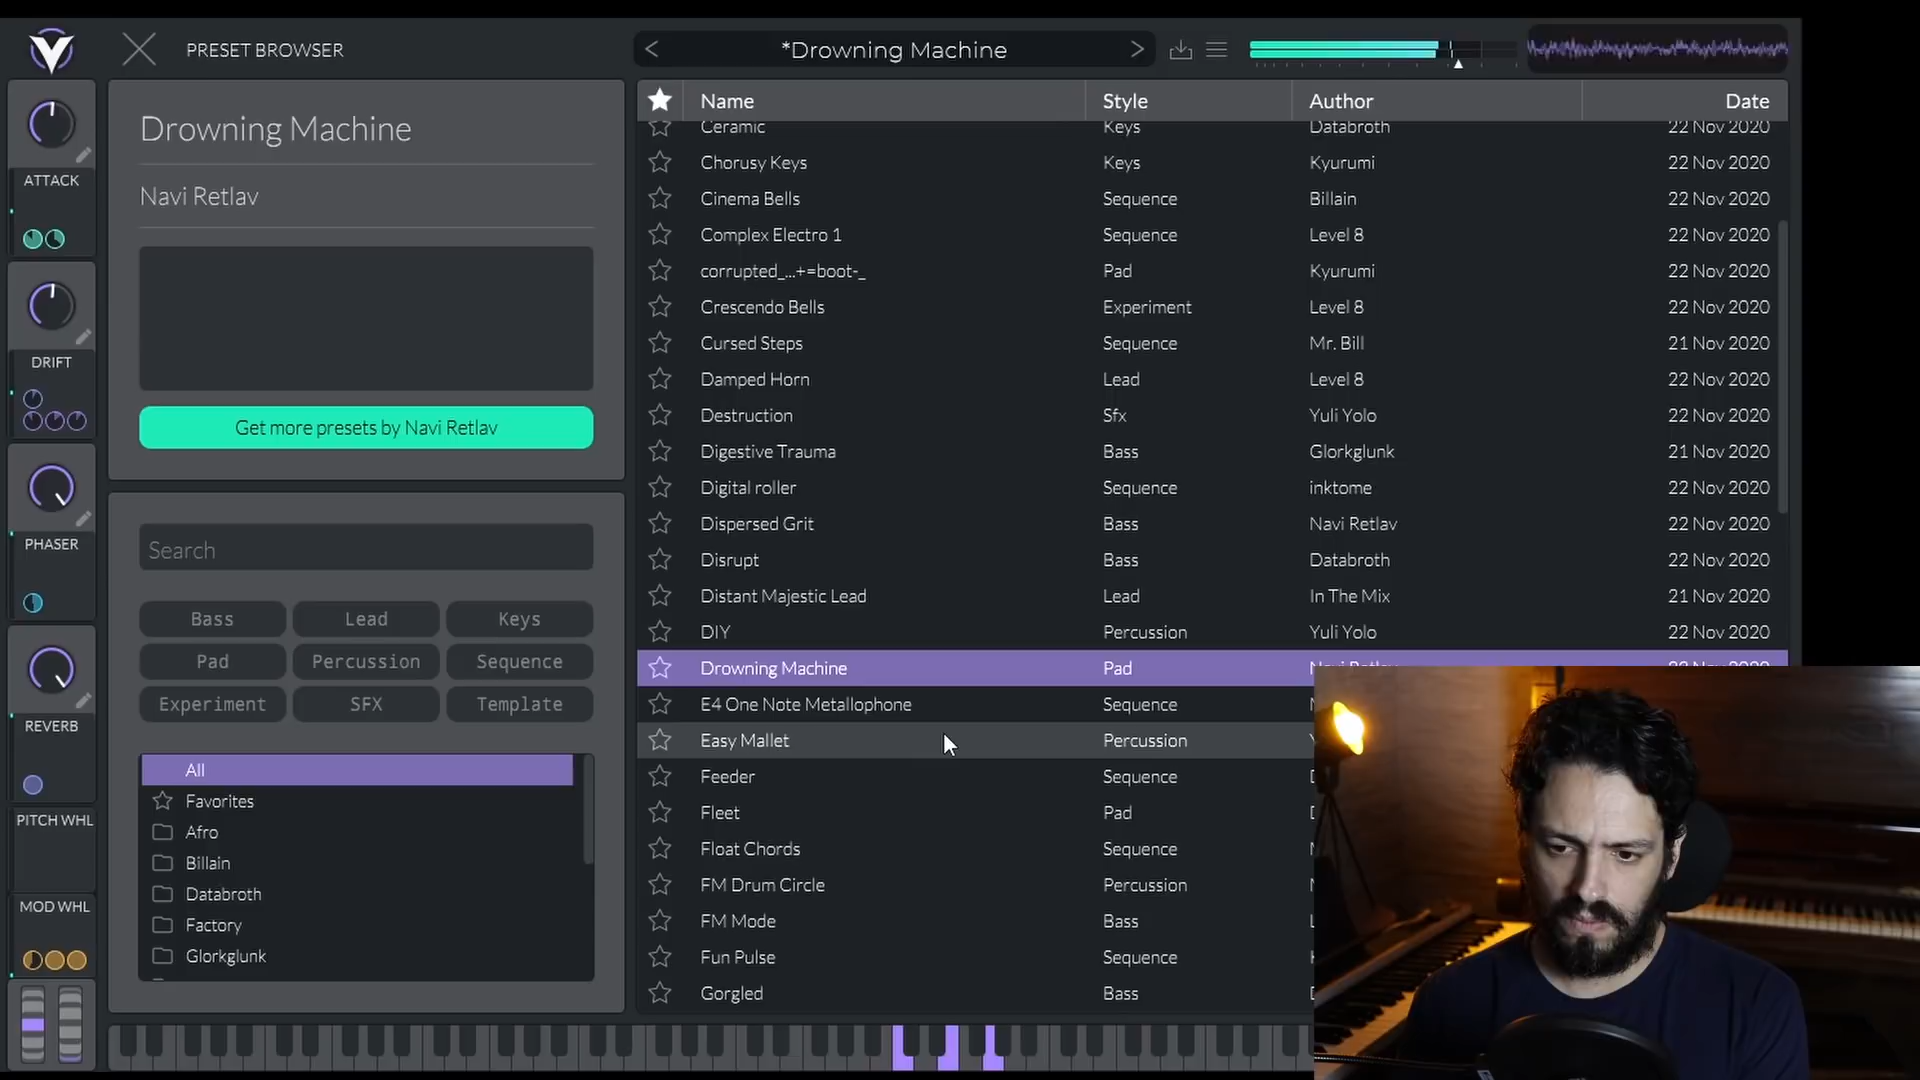 PRESET BROWSER
*Drowning Machine
Drowning Machine
Navi Retlav
Get more presets by Navi Retlav
Search
Bass Lead Keys
Pad Percussion Sequence
Experiment SFX Template
All
Favorites
Afro
Billain
Databroth
Factory
Glorkglunk
ATTACK
DRIFT
PHASER
REVERB
PITCH WHL
MOD WHL
Name Style Author Date
Ceramic Keys Databroth 22 Nov 2020
Chorusy Keys Keys Kyurumi 22 Nov 2020
Cinema Bells Sequence Billain 22 Nov 2020
Complex Electro 1 Sequence Level 8 22 Nov 2020
corrupted_...+=boot-_ Pad Kyurumi 22 Nov 2020
Crescendo Bells Experiment Level 8 22 Nov 2020
Cursed Steps Sequence Mr. Bill 21 Nov 2020
Damped Horn Lead Level 8 22 Nov 2020
Destruction Sfx Yuli Yolo 22 Nov 2020
Digestive Trauma Bass Glorkglunk 21 Nov 2020
Digital roller Sequence inktome 22 Nov 2020
Dispersed Grit Bass Navi Retlav 22 Nov 2020
Disrupt Bass Databroth 22 Nov 2020
Distant Majestic Lead Lead In The Mix 21 Nov 2020
DIY Percussion Yuli Yolo 22 Nov 2020
Drowning Machine Pad
E4 One Note Metallophone Sequence
Easy Mallet Percussion
Feeder Sequence
Fleet Pad
Float Chords Sequence
FM Drum Circle Percussion
FM Mode Bass
Fun Pulse Sequence
Gorgled Bass